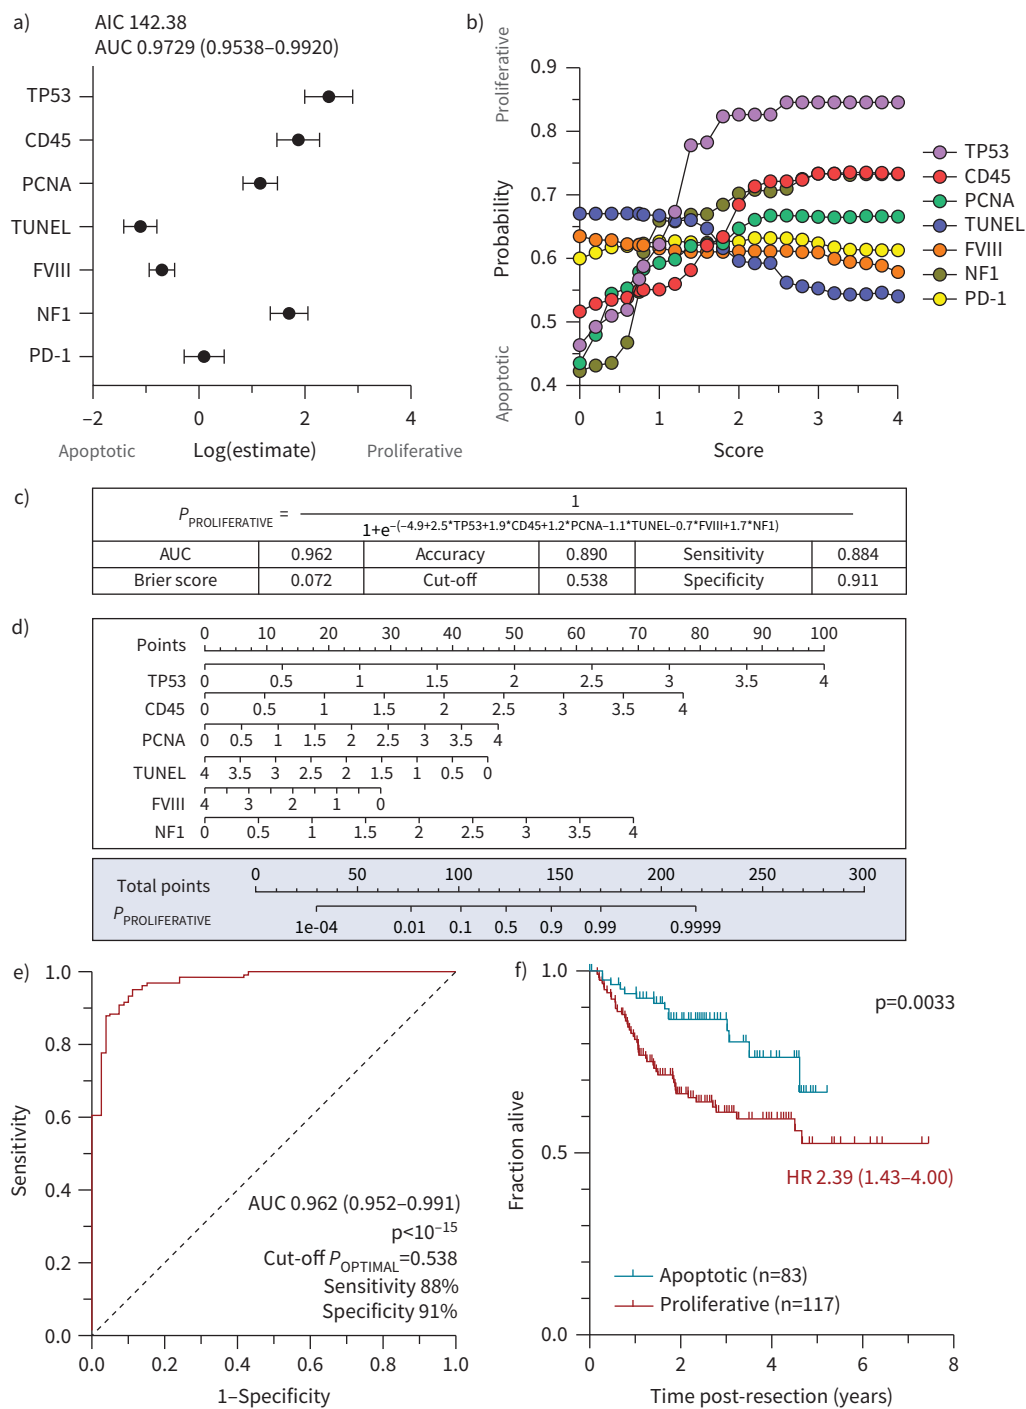 a)
AIC 142.38
AUC 0.9729 (0.9538–0.9920)
TP53
CD45
PCNA
TUNEL
FVIII
NF1
PD-1
–2 0 2 4
Apoptotic Log(estimate) Proliferative
b)
Proliferative
Probability
Apoptotic
0.9
0.8
0.7
0.6
0.5
0.4
0 1 2 3 4
Score
TP53
CD45
PCNA
TUNEL
FVIII
NF1
PD-1
c)
P PROLIFERATIVE = 1
1+e–(–4.9+2.5*TP53+1.9*CD45+1.2*PCNA–1.1*TUNEL–0.7*FVIII+1.7*NF1)
AUC 0.962 Accuracy 0.890 Sensitivity 0.884
Brier score 0.072 Cut-off 0.538 Specificity 0.911
d)
Points 0 10 20 30 40 50 60 70 80 90 100
TP53 0 0.5 1 1.5 2 2.5 3 3.5 4
CD45 0 0.5 1 1.5 2 2.5 3 3.5 4
PCNA 0 0.5 1 1.5 2 2.5 3 3.5 4
TUNEL 4 3.5 3 2.5 2 1.5 1 0.5 0
FVIII 4 3 2 1 0
NF1 0 0.5 1 1.5 2 2.5 3 3.5 4
Total points 0 50 100 150 200 250 300
P PROLIFERATIVE 1e-04 0.01 0.1 0.5 0.9 0.99 0.9999
e)
Sensitivity
1.0
0.8
0.6
0.4
0.2
0.0
AUC 0.962 (0.952–0.991)
p<10–15
Cut-off P OPTIMAL=0.538
Sensitivity 88%
Specificity 91%
0.0 0.2 0.4 0.6 0.8 1.0
1–Specificity
f)
Fraction alive
1.0
0.5
0.0
p=0.0033
HR 2.39 (1.43–4.00)
Apoptotic (n=83)
Proliferative (n=117)
0 2 4 6 8
Time post-resection (years)